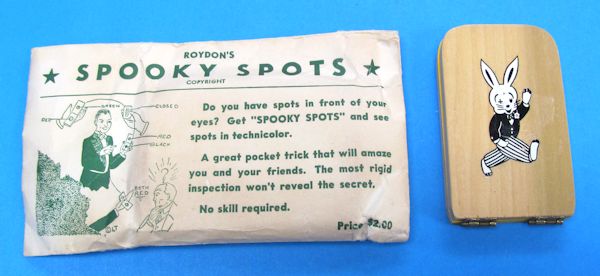 ROYDON'S
★ SPOOKY SPOTS ★
COPYRIGHT
GREEN
CLOSED
RED
RED
BLACK
BOTH
RED
©LT
Do you have spots in front of your
eyes? Get "SPOOKY SPOTS" and see
spots in technicolor.
A great pocket trick that will amaze
you and your friends. The most rigid
inspection won't reveal the secret.
No skill required.
Price $2.00